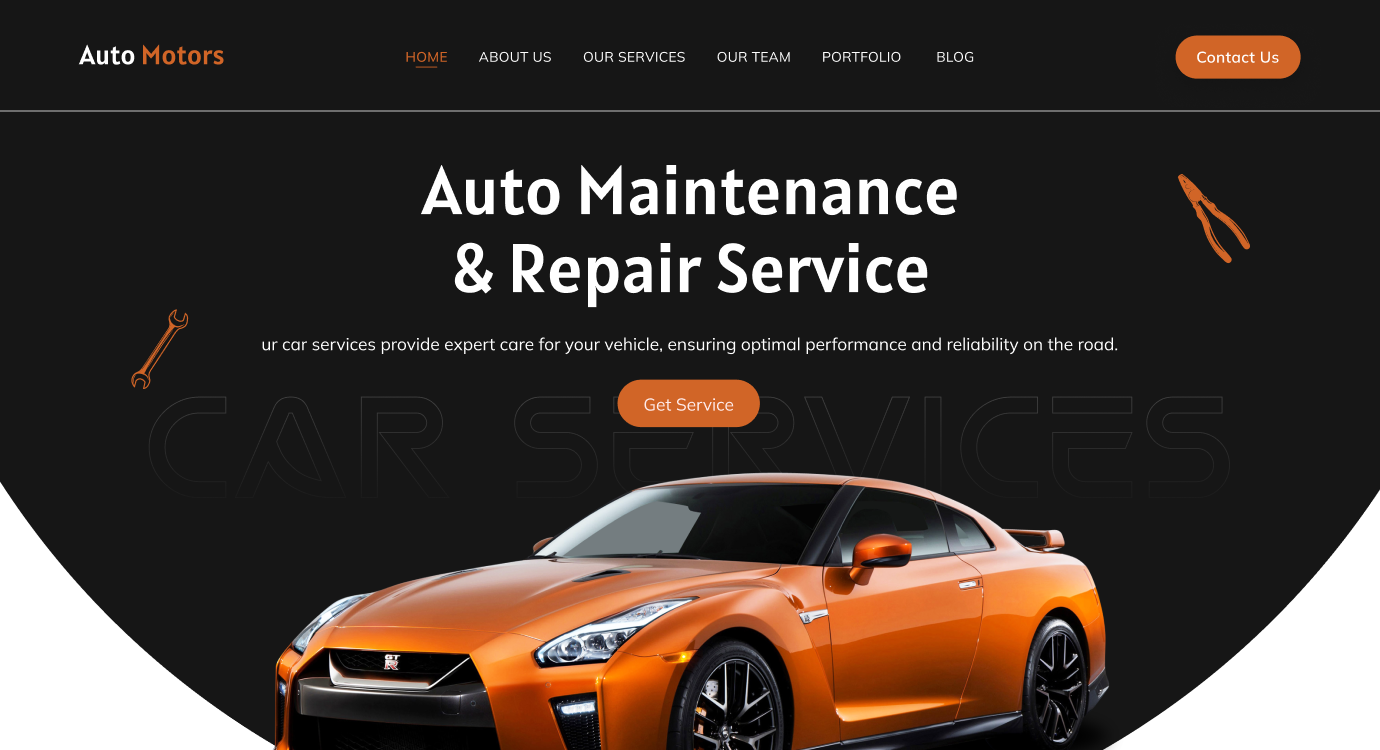 Auto Motors
HOME ABOUT US OUR SERVICES OUR TEAM PORTFOLIO BLOG
Contact Us
Auto Maintenance
& Repair Service
ur car services provide expert care for your vehicle, ensuring optimal performance and reliability on the road.
Get Service
CAR SERVICES
GT
R